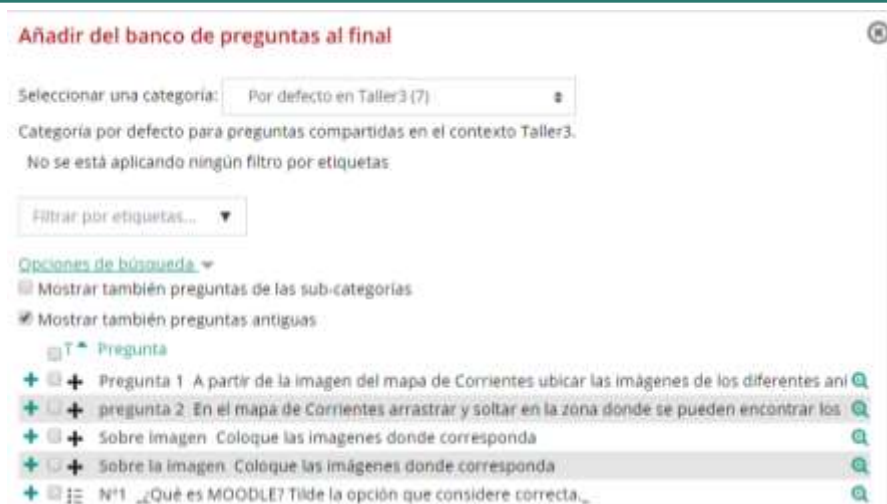 Añadir del banco de preguntas al final
Seleccionar una categoría: Por defecto en Taller3 (7)
Categoría por defecto para preguntas compartidas en el contexto Taller3.
No se está aplicando ningún filtro por etiquetas
Filtrar por etiquetas... ▼
Opciones de búsqueda
Mostrar también preguntas de las sub-categorías
Mostrar también preguntas antiguas
T Pregunta
Pregunta 1 A partir de la imagen del mapa de Corrientes ubicar las imágenes de los diferentes ani
pregunta 2 En el mapa de Corrientes arrastrar y soltar en la zona donde se pueden encontrar los
Sobre imagen Coloque las imagenes donde corresponda
Sobre la imagen Coloque las imágenes donde corresponda
N°1 _¿Qué es MOODLE? Tilde la opción que considere correcta._